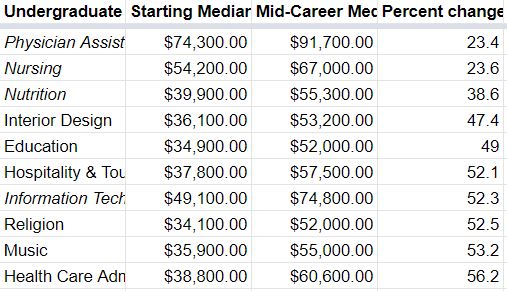 Undergraduate Starting Mediar Mid-Career Med Percent change
Physician Assist $74,300.00 $91,700.00 23.4
Nursing $54,200.00 $67,000.00 23.6
Nutrition $39,900.00 $55,300.00 38.6
Interior Design $36,100.00 $53,200.00 47.4
Education $34,900.00 $52,000.00 49
Hospitality & Tou $37,800.00 $57,500.00 52.1
Information Tech $49,100.00 $74,800.00 52.3
Religion $34,100.00 $52,000.00 52.5
Music $35,900.00 $55,000.00 53.2
Health Care Adn $38,800.00 $60,600.00 56.2